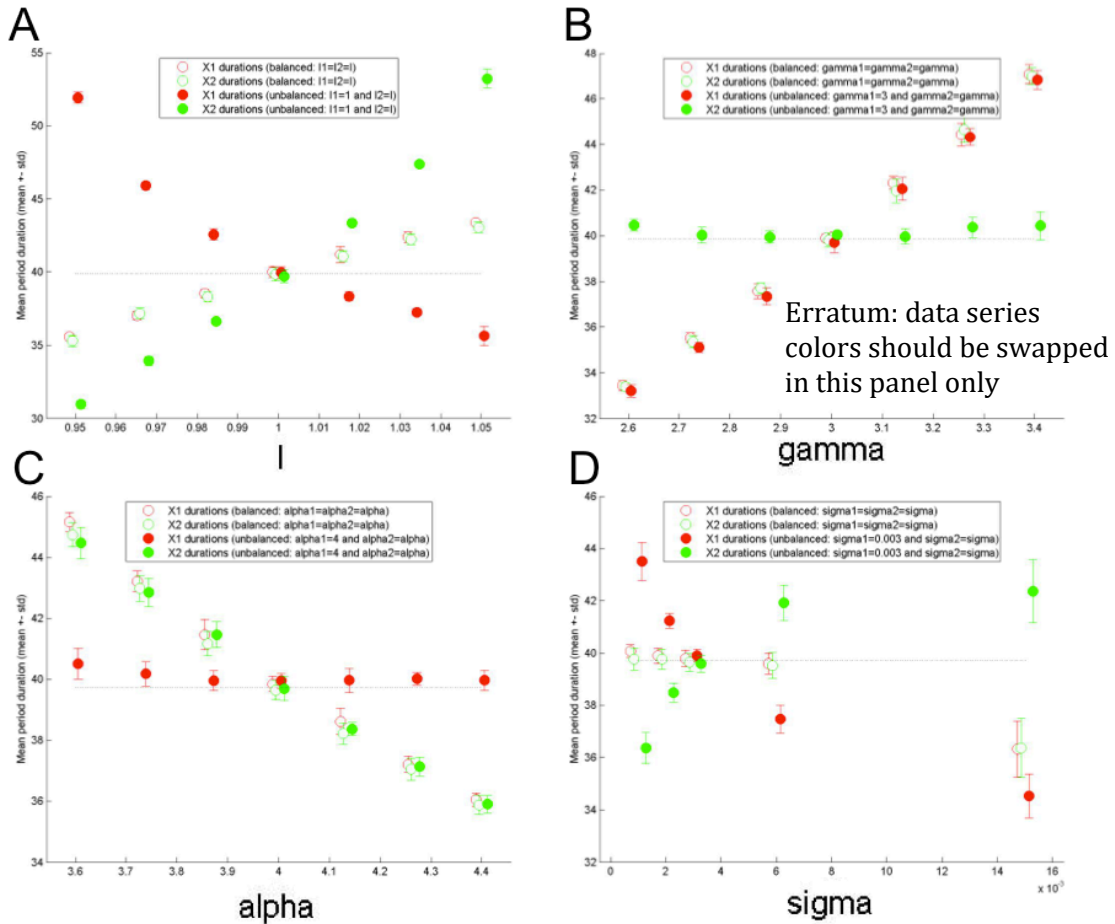 A
Mean period duration (mean +- std)
55
50
45
40
35
30
X1 durations (balanced: I1=I2=I)
X2 durations (balanced: I1=I2=I)
X1 durations (unbalanced: I1=1 and I2=I)
X2 durations (unbalanced: I1=1 and I2=I)
0.95 0.96 0.97 0.98 0.99 1 1.01 1.02 1.03 1.04 1.05
I
B
Mean period duration (mean +- std)
48
46
44
42
40
38
36
34
32
X1 durations (balanced: gamma1=gamma2=gamma)
X2 durations (balanced: gamma1=gamma2=gamma)
X1 durations (unbalanced: gamma1=3 and gamma2=gamma)
X2 durations (unbalanced: gamma1=3 and gamma2=gamma)
Erratum: data series
colors should be swapped
in this panel only
2.6 2.7 2.8 2.9 3 3.1 3.2 3.3 3.4
gamma
C
Mean period duration (mean +- std)
46
44
42
40
38
36
34
X1 durations (balanced: alpha1=alpha2=alpha)
X2 durations (balanced: alpha1=alpha2=alpha)
X1 durations (unbalanced: alpha1=4 and alpha2=alpha)
X2 durations (unbalanced: alpha1=4 and alpha2=alpha)
3.6 3.7 3.8 3.9 4 4.1 4.2 4.3 4.4
alpha
D
Mean period duration (mean +- std)
46
44
42
40
38
36
34
32
X1 durations (balanced: sigma1=sigma2=sigma)
X2 durations (balanced: sigma1=sigma2=sigma)
X1 durations (unbalanced: sigma1=0.003 and sigma2=sigma)
X2 durations (unbalanced: sigma1=0.003 and sigma2=sigma)
0 2 4 6 8 10 12 14 16
x 10⁻³
sigma